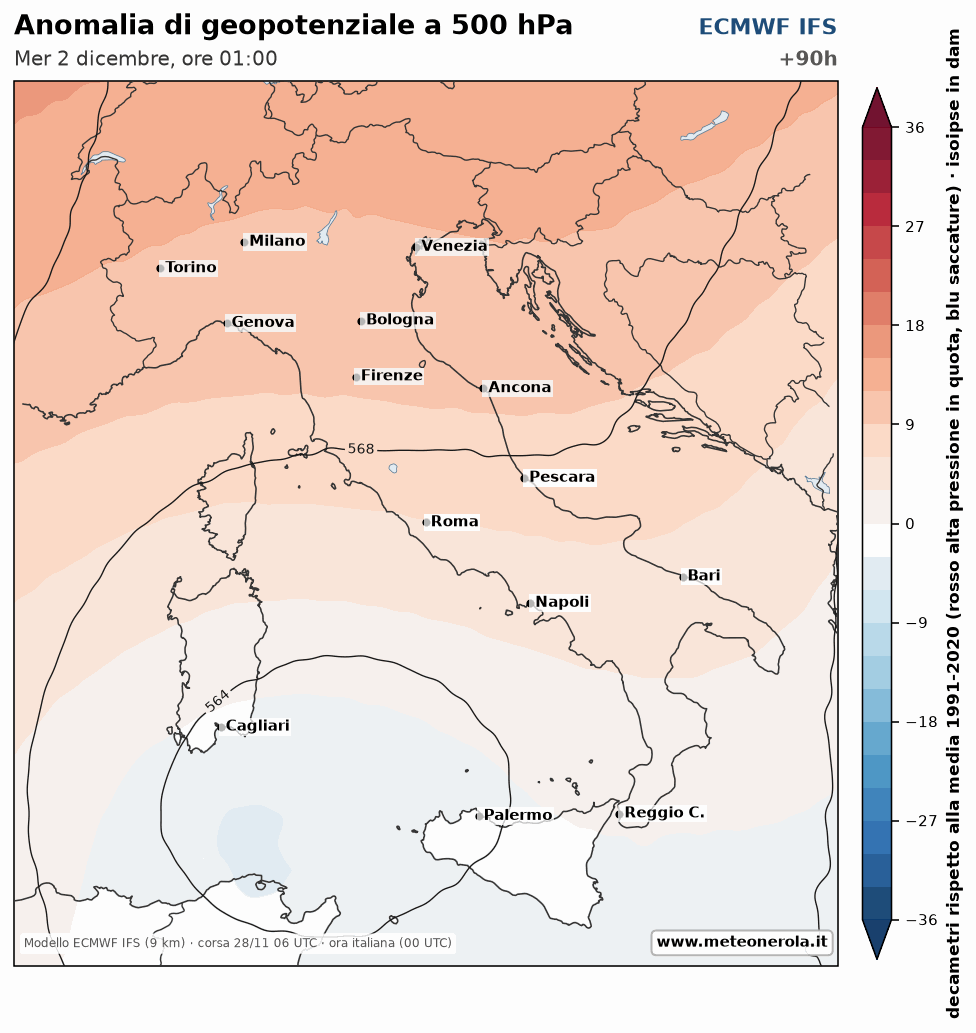 Anomalia di geopotenziale a 500 hPa
ECMWF IFS
Mer 2 dicembre, ore 01:00
+90h
Milano
Venezia
Torino
Genova
Bologna
Firenze
Ancona
568
Pescara
Roma
Bari
Napoli
564
Cagliari
Palermo
Reggio C.
Modello ECMWF IFS (9 km) · corsa 28/11 06 UTC · ora italiana (00 UTC)
www.meteonerola.it
36
27
18
9
0
−9
−18
−27
−36
decametri rispetto alla media 1991-2020 (rosso alta pressione in quota, blu saccature) · isoipse in dam